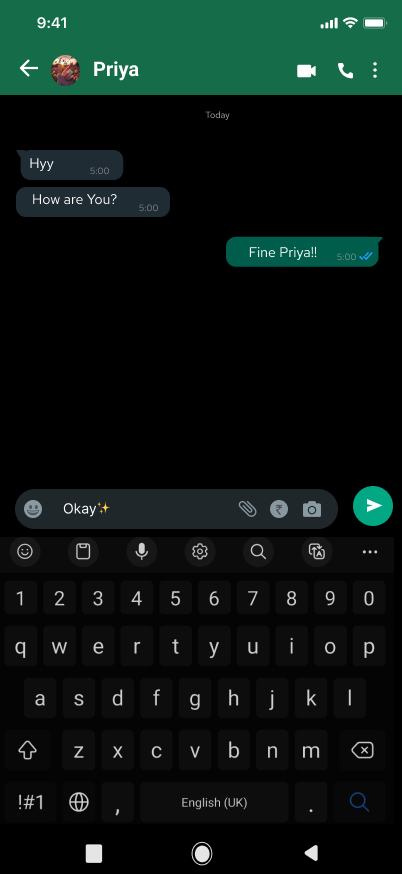 9:41
Priya
Today
Hyy
5:00
How are You?
5:00
Fine Priya!!
5:00
Okay✨
₹
1 2 3 4 5 6 7 8 9 0
q w e r t y u i o p
a s d f g h j k l
z x c v b n m
!#1 , English (UK) .